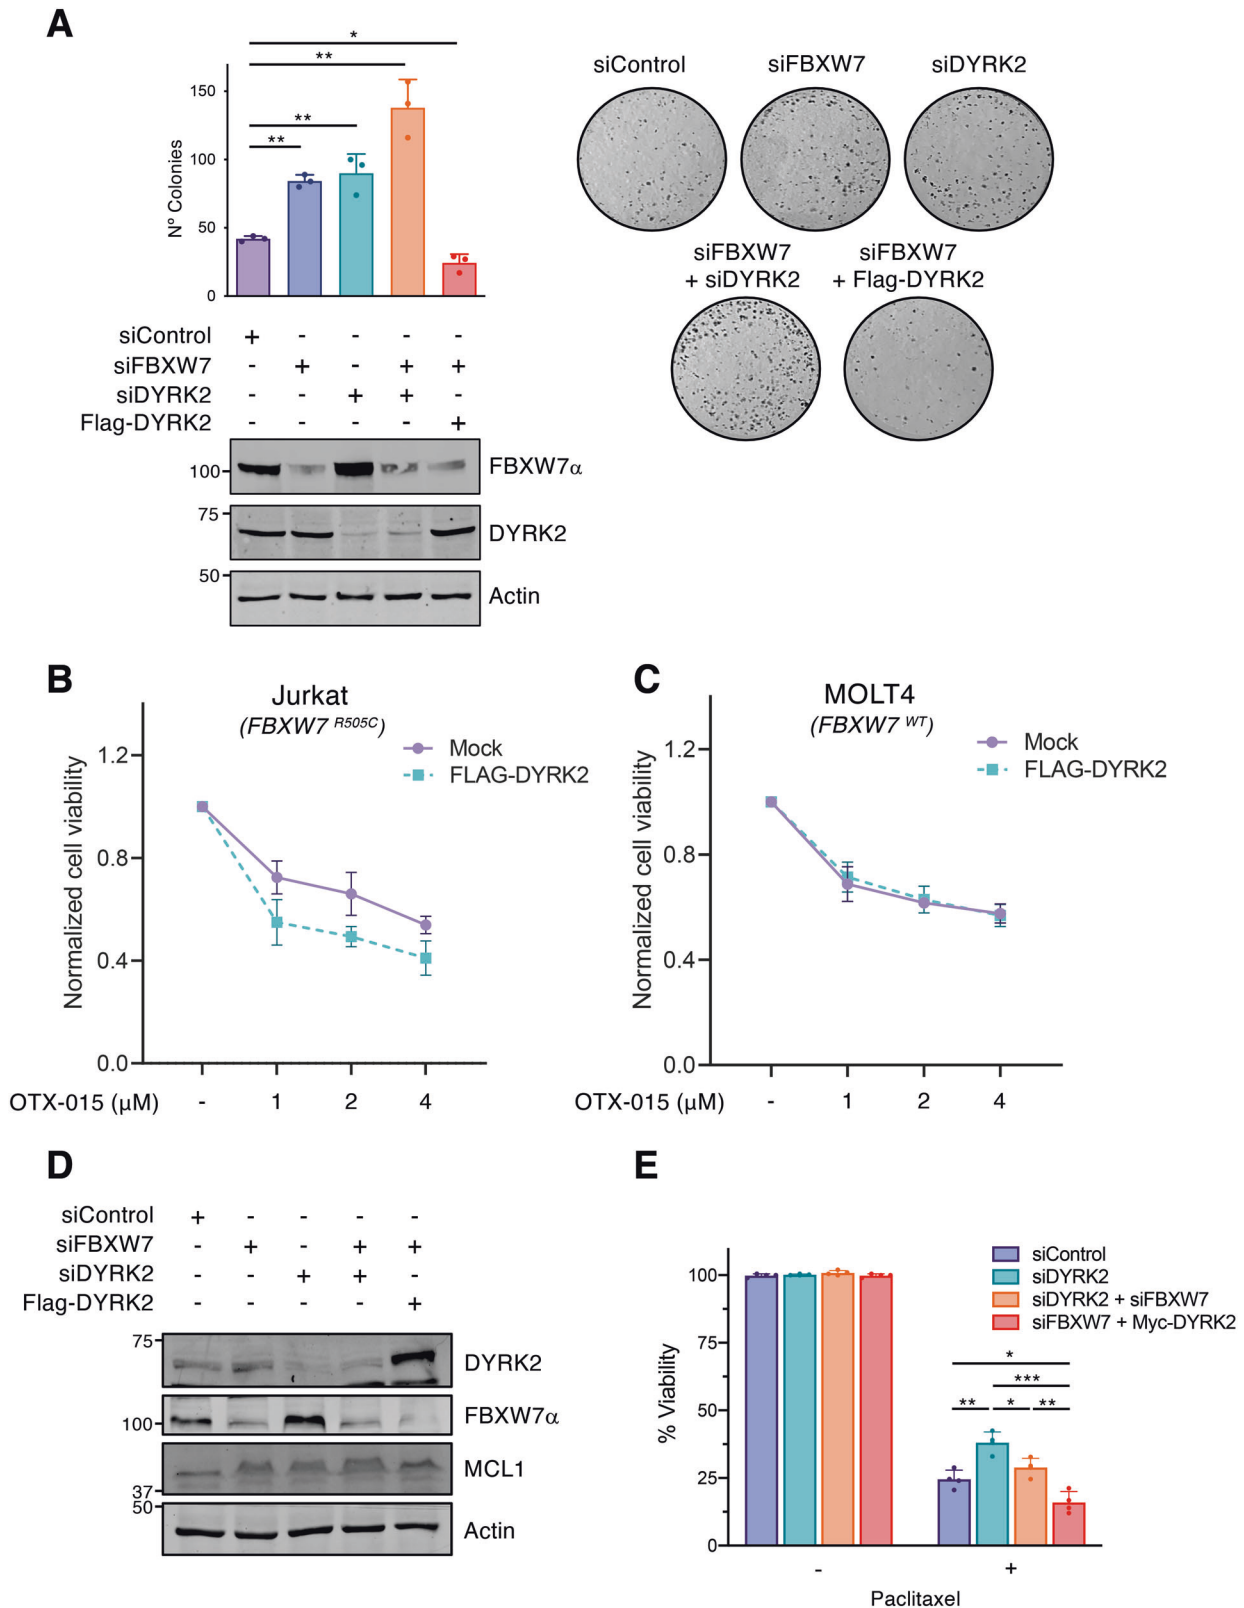 A
*
**
**
**
150
100
50
0
Nº Colonies
siControl + - - - -
siFBXW7 - + - + +
siDYRK2 - - + + -
Flag-DYRK2 - - - - +
100
FBXW7α
75
DYRK2
50
Actin
siControl
siFBXW7
siDYRK2
siFBXW7
+ siDYRK2
siFBXW7
+ Flag-DYRK2
B
Jurkat
(FBXW7 R505C)
Mock
FLAG-DYRK2
Normalized cell viability
1.2
0.8
0.4
0.0
OTX-015 (μM) - 1 2 4
C
MOLT4
(FBXW7 WT)
Mock
FLAG-DYRK2
Normalized cell viability
1.2
0.8
0.4
0.0
OTX-015 (μM) - 1 2 4
D
siControl + - - - -
siFBXW7 - + - + +
siDYRK2 - - + + -
Flag-DYRK2 - - - - +
75
DYRK2
100
FBXW7α
MCL1
37
50
Actin
E
siControl
siDYRK2
siDYRK2 + siFBXW7
siFBXW7 + Myc-DYRK2
% Viability
100
75
50
25
0
*
***
** * **
- +
Paclitaxel